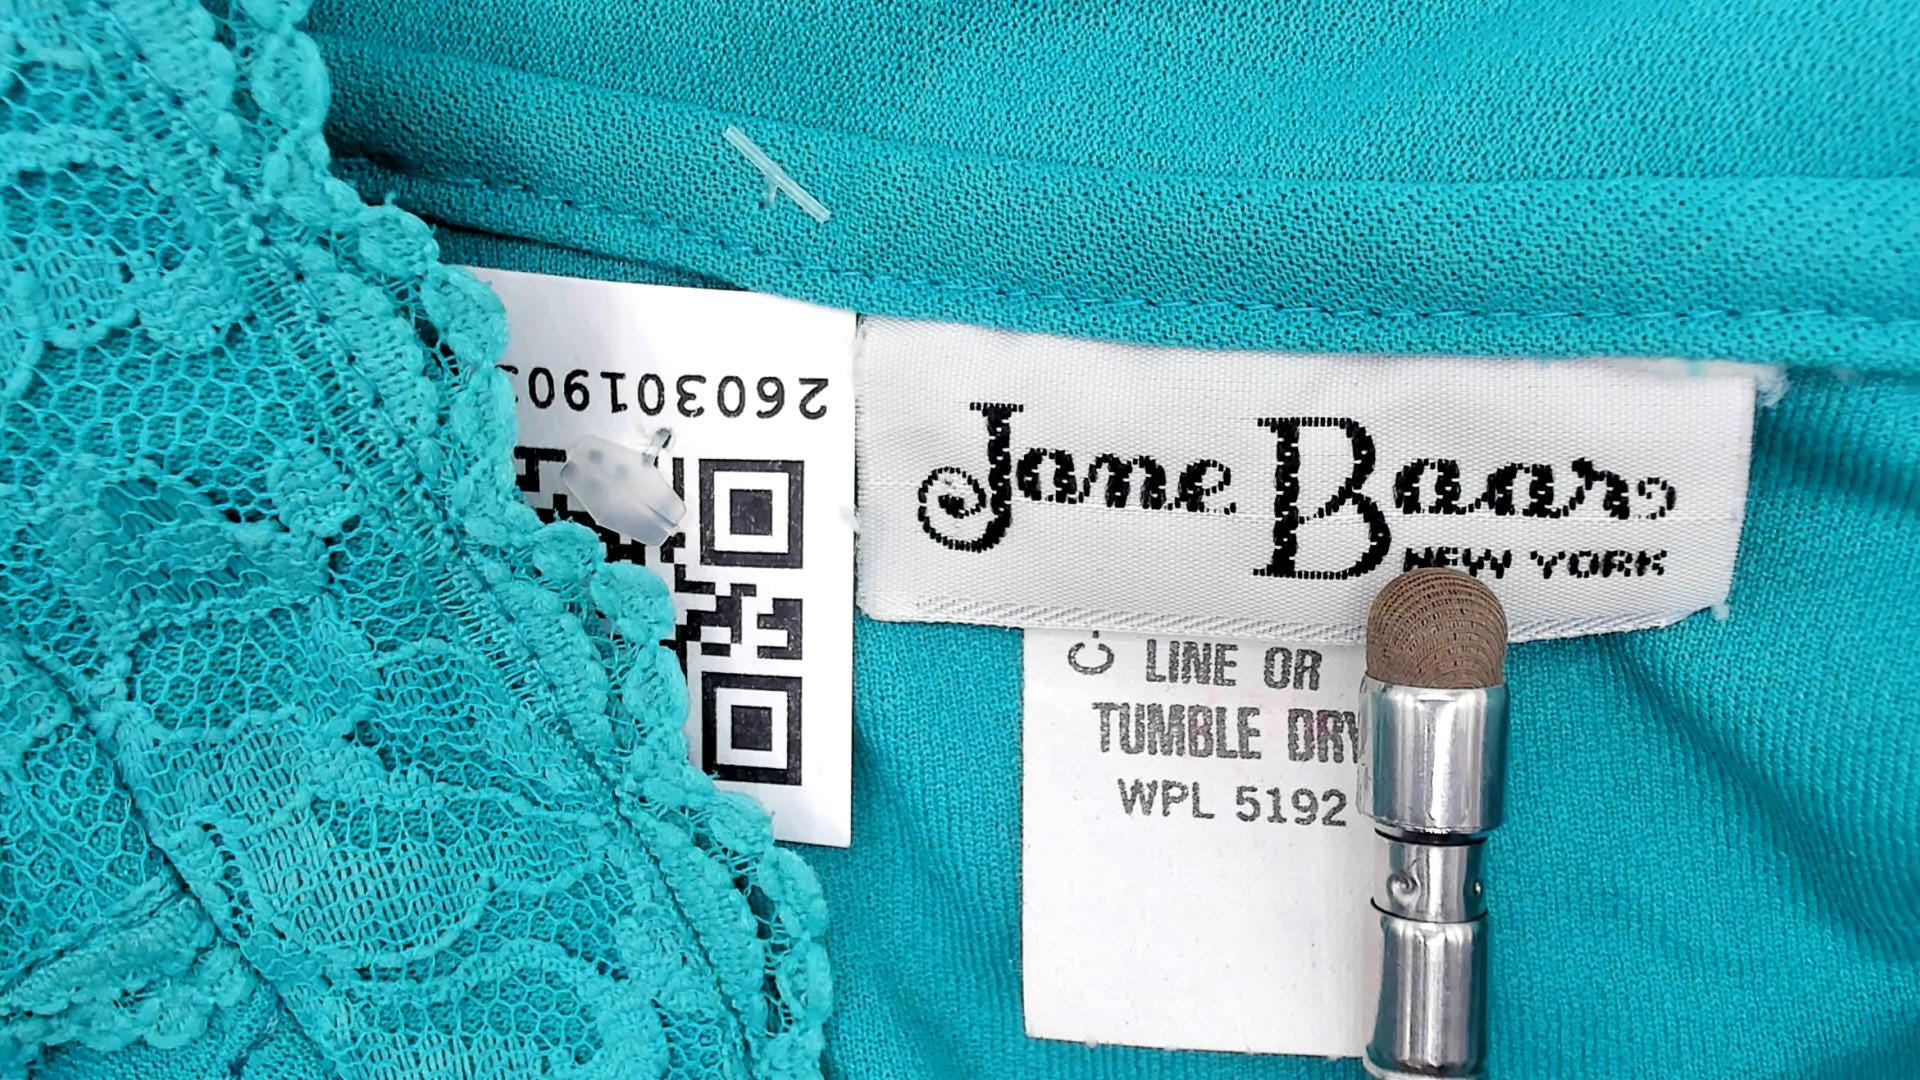 260301903
Jane Baar
NEW YORK
LINE OR
TUMBLE DRY
WPL 5192